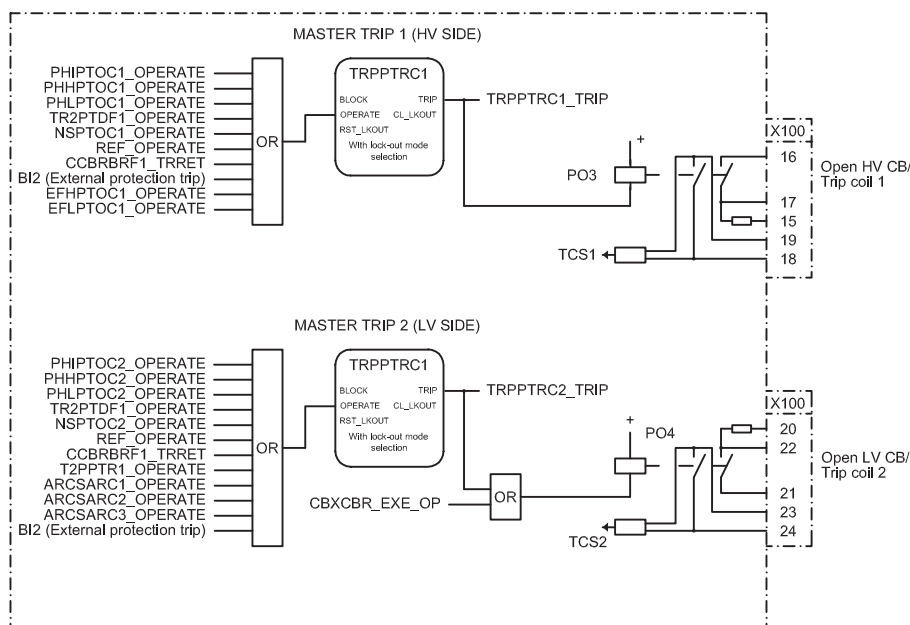 MASTER TRIP 1 (HV SIDE)
PHIPTOC1_OPERATE
PHHPTOC1_OPERATE
PHLPTOC1_OPERATE
TR2PTDF1_OPERATE
NSPTOC1_OPERATE
REF_OPERATE
CCBRBRF1_TRRET
BI2 (External protection trip)
EFHPTOC1_OPERATE
EFLPTOC1_OPERATE
OR
TRPPTRC1
BLOCK TRIP
OPERATE CL_LKOUT
RST_LKOUT
With lock-out mode
selection
TRPPTRC1_TRIP
+
PO3
TCS1
X100
16
17
15
19
18
Open HV CB/
Trip coil 1
MASTER TRIP 2 (LV SIDE)
PHIPTOC2_OPERATE
PHHPTOC2_OPERATE
PHLPTOC2_OPERATE
TR2PTDF1_OPERATE
NSPTOC2_OPERATE
REF_OPERATE
CCBRBRF1_TRRET
T2PPTR1_OPERATE
ARCSARC1_OPERATE
ARCSARC2_OPERATE
ARCSARC3_OPERATE
BI2 (External protection trip)
OR
TRPPTRC1
BLOCK TRIP
OPERATE CL_LKOUT
RST_LKOUT
With lock-out mode
selection
TRPPTRC2_TRIP
CBXCBR_EXE_OP
OR
+
PO4
TCS2
X100
20
22
21
23
24
Open LV CB/
Trip coil 2